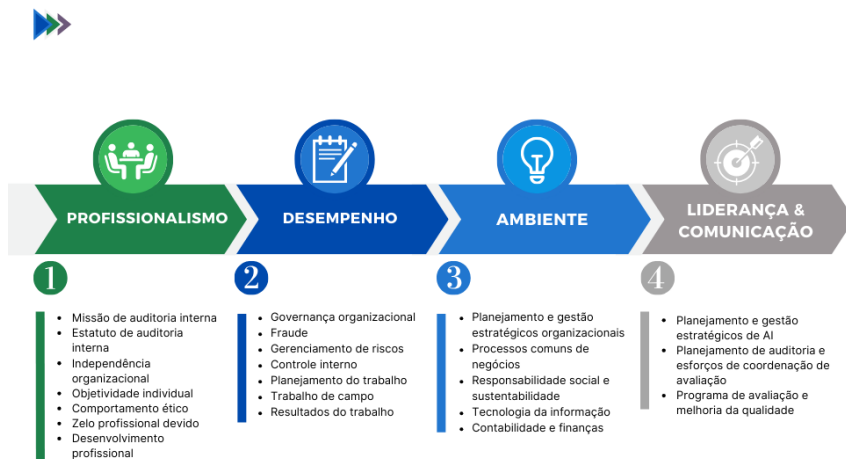 PROFISSIONALISMO
DESEMPENHO
AMBIENTE
LIDERANÇA &
COMUNICAÇÃO
1
• Missão de auditoria interna
• Estatuto de auditoria
interna
• Independência
organizacional
• Objetividade individual
• Comportamento ético
• Zelo profissional devido
• Desenvolvimento
profissional
2
• Governança organizacional
• Fraude
• Gerenciamento de riscos
• Controle interno
• Planejamento do trabalho
• Trabalho de campo
• Resultados do trabalho
3
• Planejamento e gestão
estratégicos organizacionais
• Processos comuns de
negócios
• Responsabilidade social e
sustentabilidade
• Tecnologia da informação
• Contabilidade e finanças
4
• Planejamento e gestão
estratégicos de AI
• Planejamento de auditoria e
esforços de coordenação de
avaliação
• Programa de avaliação e
melhoria da qualidade